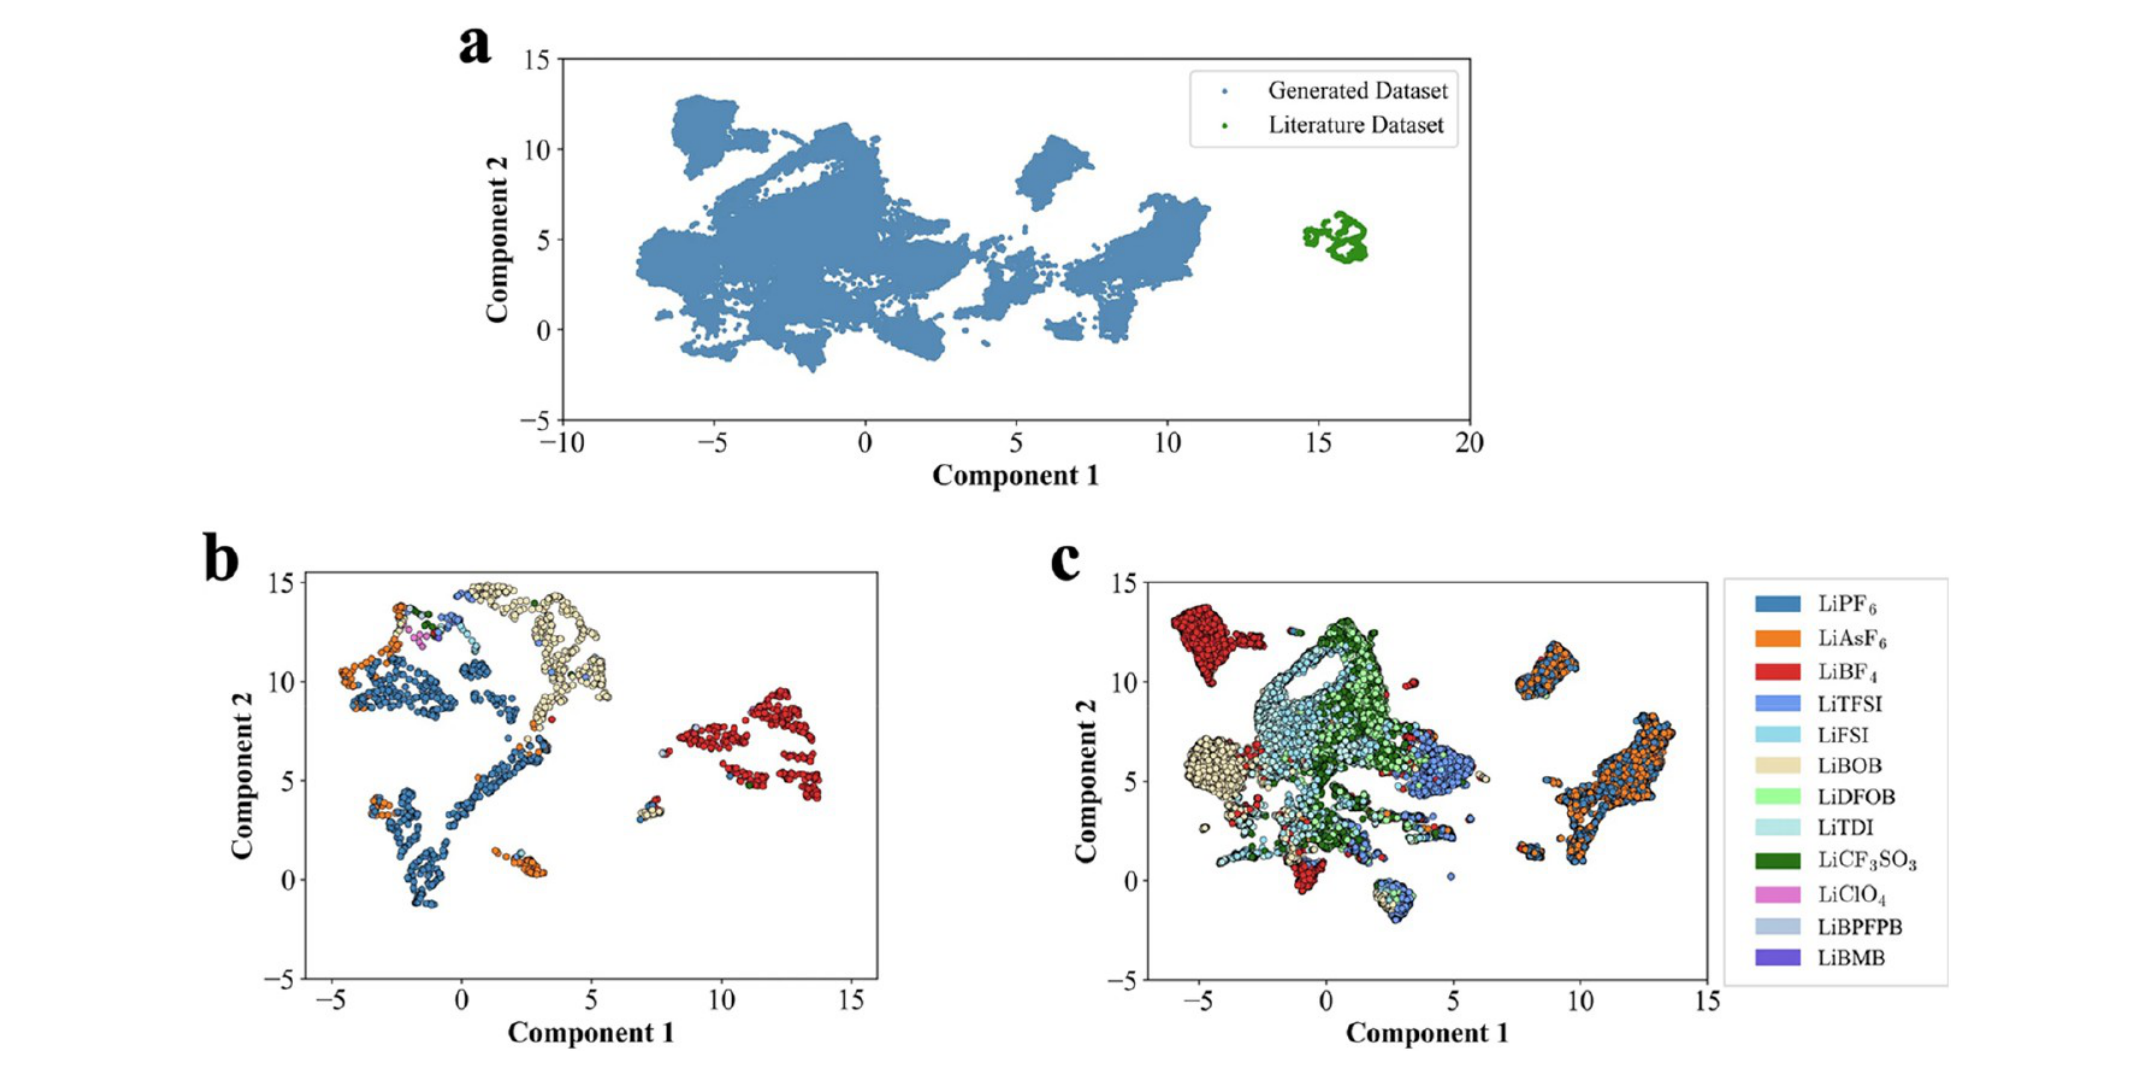 a
15
10
5
0
−5
Component 2
−10 −5 0 5 10 15 20
Component 1
Generated Dataset
Literature Dataset
b
15
10
5
0
−5
Component 2
−5 0 5 10 15
Component 1
c
15
10
5
0
−5
Component 2
−5 0 5 10 15
Component 1
LiPF₆
LiAsF₆
LiBF₄
LiTFSI
LiFSI
LiBOB
LiDFOB
LiTDI
LiCF₃SO₃
LiClO₄
LiBPFPB
LiBMB